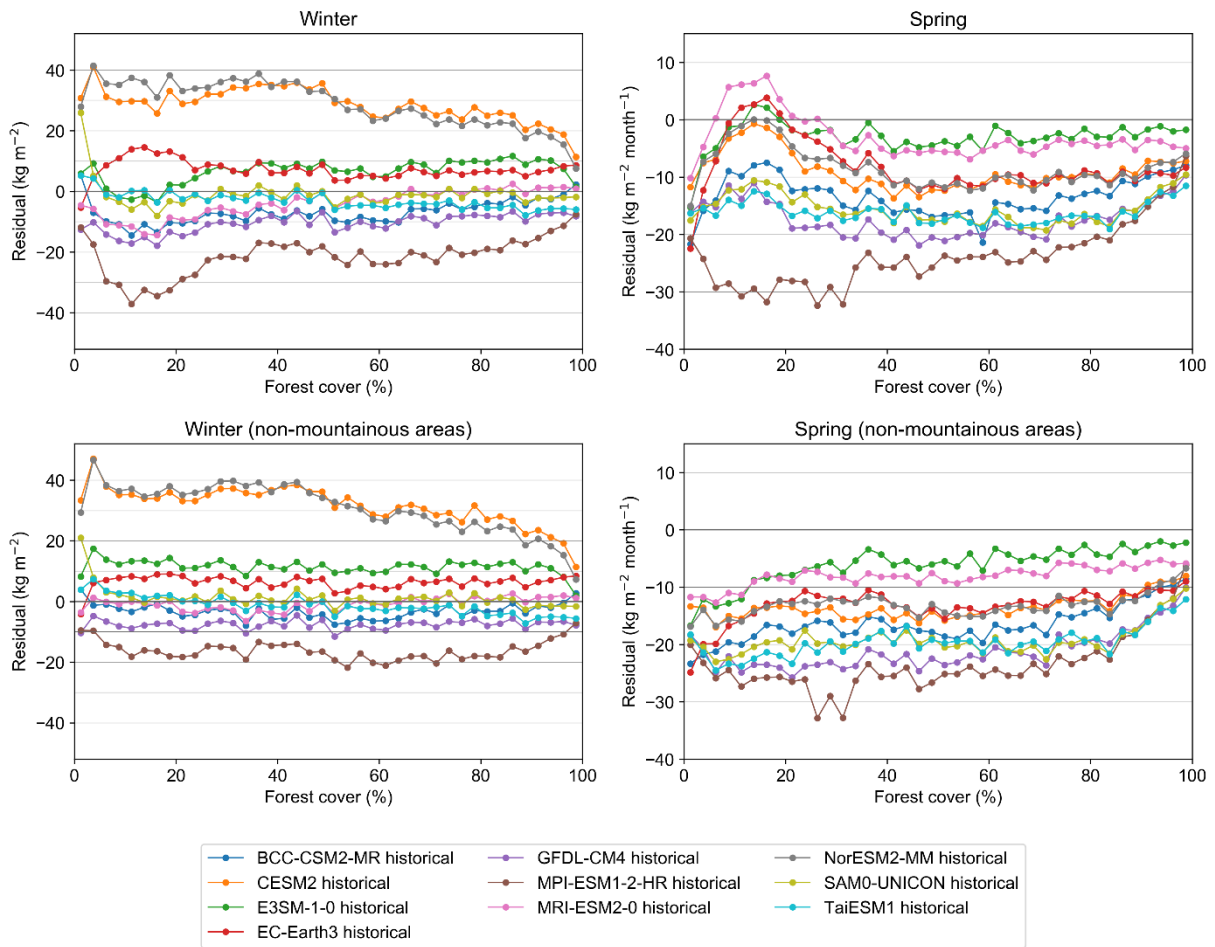 Winter
Residual (kg m−2)
40
20
0
−20
−40
0 20 40 60 80 100
Forest cover (%)
Spring
Residual (kg m−2 month−1)
10
0
−10
−20
−30
−40
0 20 40 60 80 100
Forest cover (%)
Winter (non-mountainous areas)
Residual (kg m−2)
40
20
0
−20
−40
0 20 40 60 80 100
Forest cover (%)
Spring (non-mountainous areas)
Residual (kg m−2 month−1)
10
0
−10
−20
−30
−40
0 20 40 60 80 100
Forest cover (%)
BCC-CSM2-MR historical
CESM2 historical
E3SM-1-0 historical
EC-Earth3 historical
GFDL-CM4 historical
MPI-ESM1-2-HR historical
MRI-ESM2-0 historical
NorESM2-MM historical
SAM0-UNICON historical
TaiESM1 historical